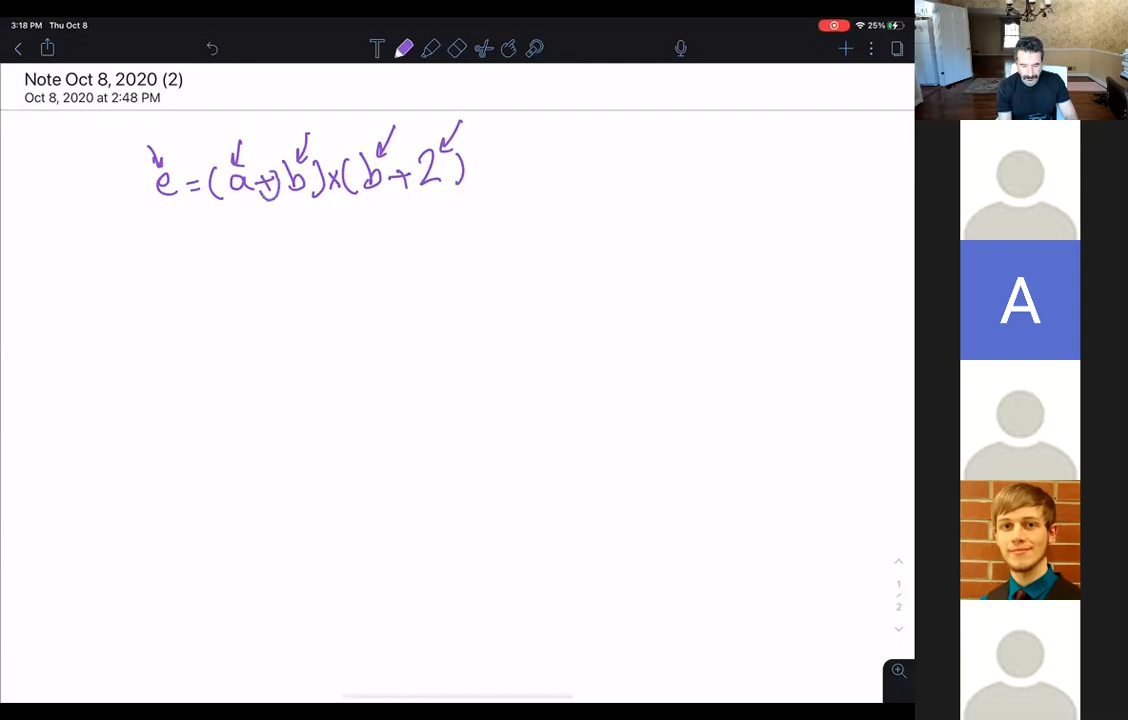 3:18 PM Thu Oct 8
25%
Note Oct 8, 2020 (2)
Oct 8, 2020 at 2:48 PM
e = (a + b) × (b + 2)
A
1
2